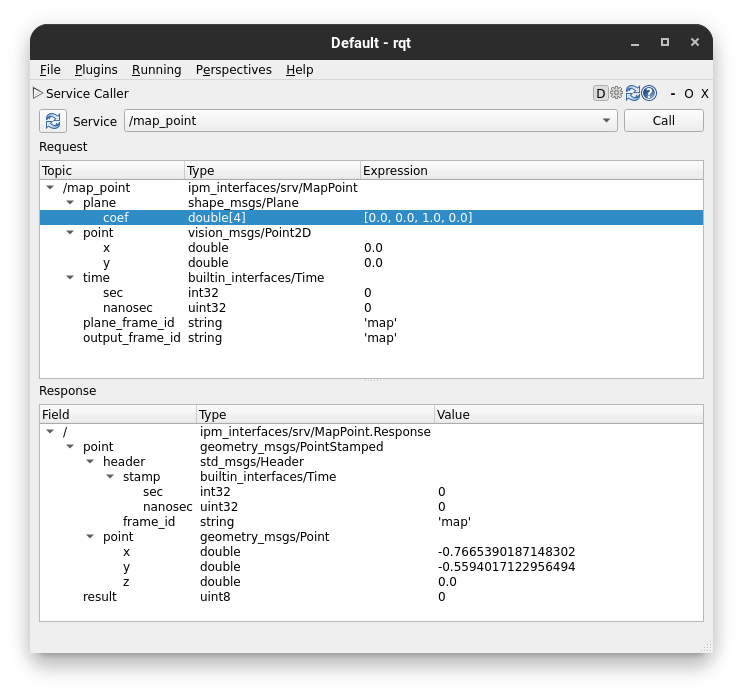 Default - rqt
File Plugins Running Perspectives Help
Service Caller D ? - O X
Service /map_point Call
Request
Topic Type Expression
/map_point ipm_interfaces/srv/MapPoint
plane shape_msgs/Plane
coef double[4] [0.0, 0.0, 1.0, 0.0]
point vision_msgs/Point2D
x double 0.0
y double 0.0
time builtin_interfaces/Time
sec int32 0
nanosec uint32 0
plane_frame_id string 'map'
output_frame_id string 'map'
Response
Field Type Value
/ ipm_interfaces/srv/MapPoint.Response
point geometry_msgs/PointStamped
header std_msgs/Header
stamp builtin_interfaces/Time
sec int32 0
nanosec uint32 0
frame_id string 'map'
point geometry_msgs/Point
x double -0.7665390187148302
y double -0.5594017122956494
z double 0.0
result uint8 0